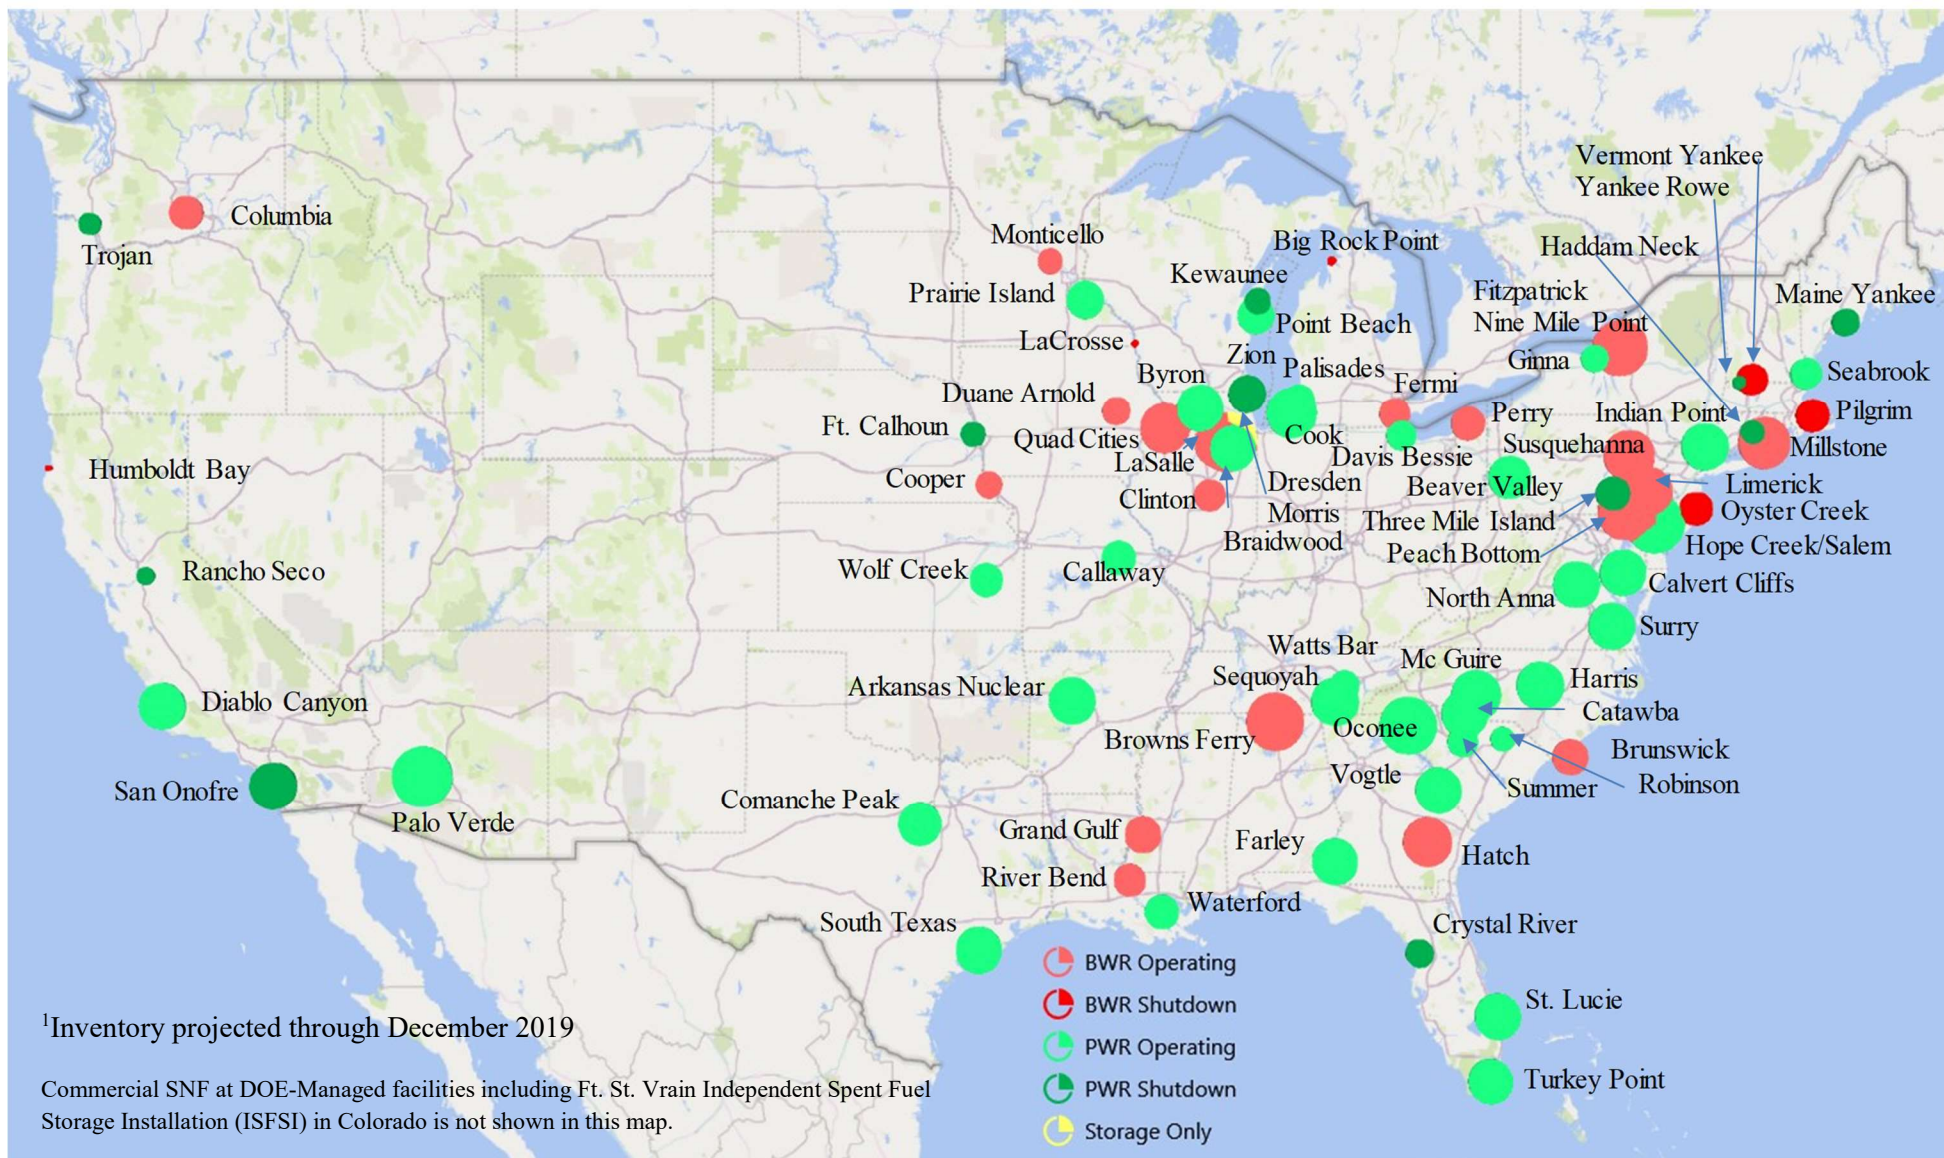 Vermont Yankee
Yankee Rowe
Columbia
Trojan
Monticello
Big Rock Point
Haddam Neck
Kewaunee
Prairie Island
Fitzpatrick
Nine Mile Point
Maine Yankee
Point Beach
LaCrosse
Zion
Palisades
Ginna
Byron
Fermi
Seabrook
Duane Arnold
Perry
Indian Point
Pilgrim
Ft. Calhoun
Quad Cities
Cook
Susquehanna
Millstone
Humboldt Bay
LaSalle
Davis Bessie
Cooper
Clinton
Dresden
Beaver Valley
Limerick
Morris
Three Mile Island
Oyster Creek
Braidwood
Peach Bottom
Hope Creek/Salem
Rancho Seco
Wolf Creek
Callaway
North Anna
Calvert Cliffs
Surry
Watts Bar
Mc Guire
Sequoyah
Arkansas Nuclear
Harris
Diablo Canyon
Catawba
Browns Ferry
Oconee
Brunswick
San Onofre
Vogtle
Summer
Robinson
Comanche Peak
Palo Verde
Grand Gulf
Farley
Hatch
River Bend
Waterford
South Texas
Crystal River
BWR Operating
BWR Shutdown
PWR Operating
PWR Shutdown
Storage Only
St. Lucie
Turkey Point
¹Inventory projected through December 2019
Commercial SNF at DOE-Managed facilities including Ft. St. Vrain Independent Spent Fuel
Storage Installation (ISFSI) in Colorado is not shown in this map.